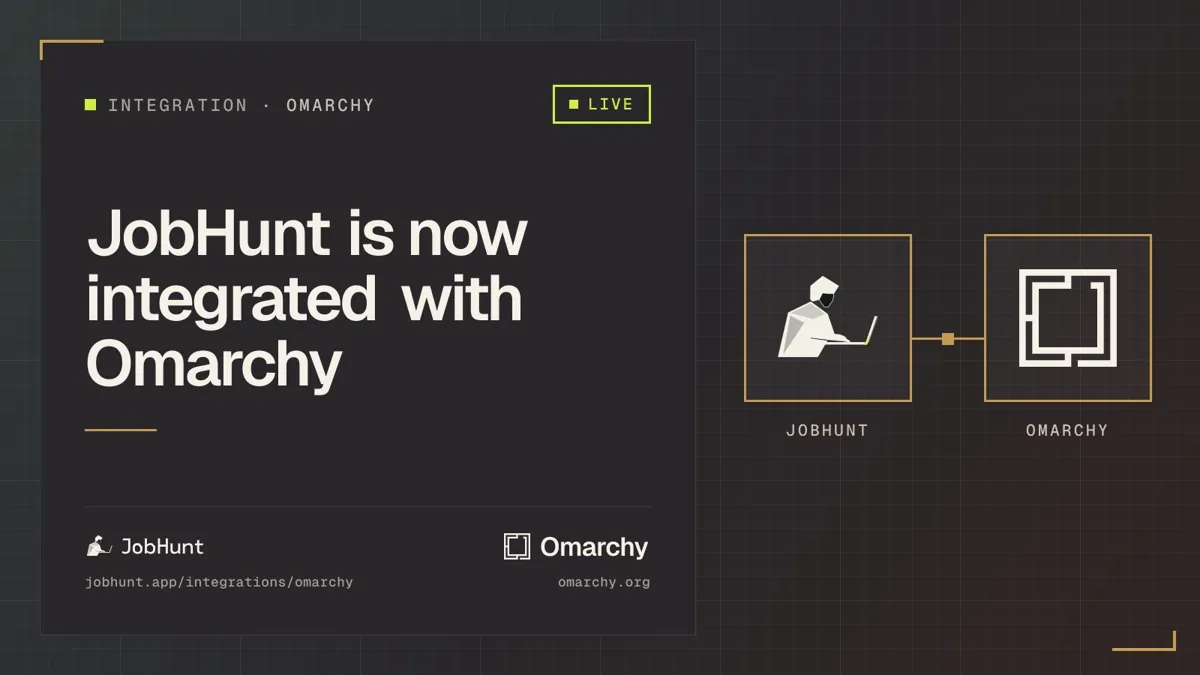 INTEGRATION · OMARCHY
LIVE
JobHunt is now
integrated with
Omarchy
JOBHUNT
OMARCHY
JobHunt
Omarchy
jobhunt.app/integrations/omarchy
omarchy.org